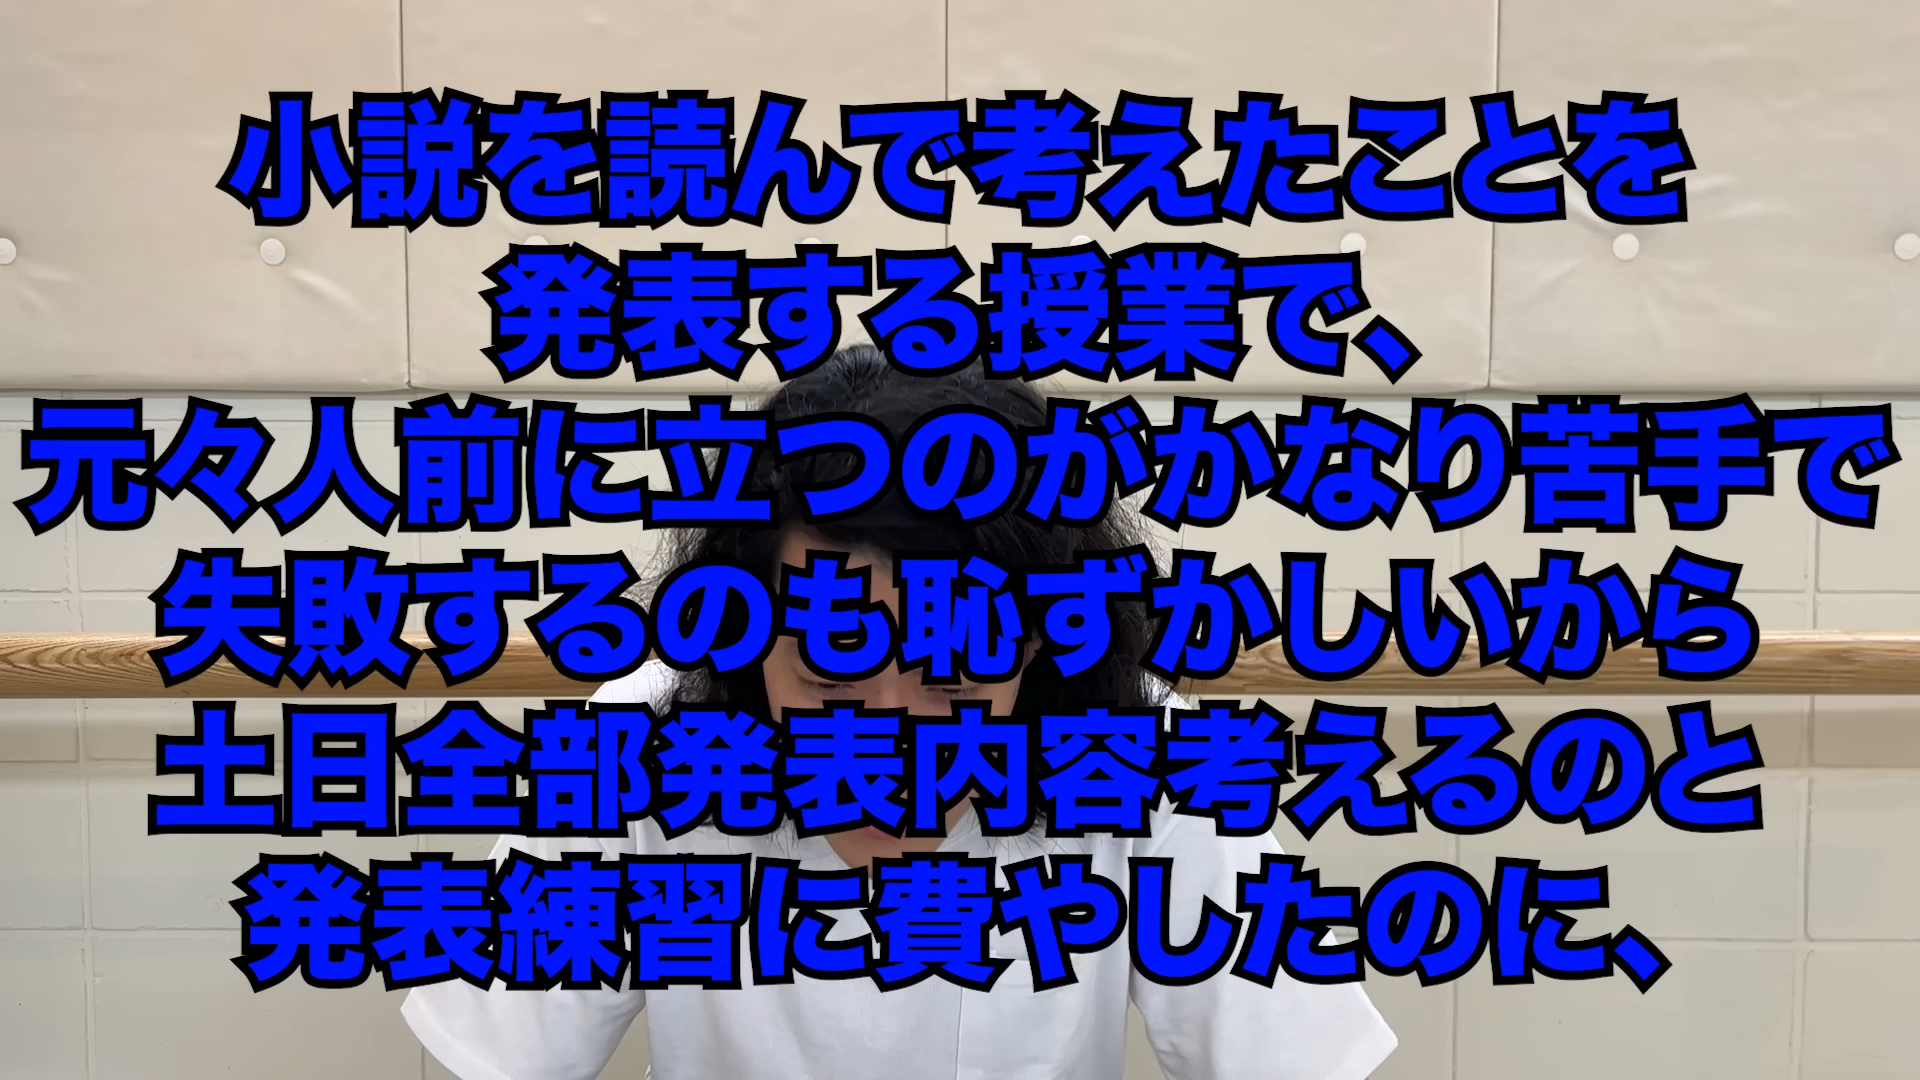 小説を読んで考えたことを
発表する授業で、
元々人前に立つのがかなり苦手で
失敗するのも恥ずかしいから
土日全部発表内容考えるのと
発表練習に費やしたのに、